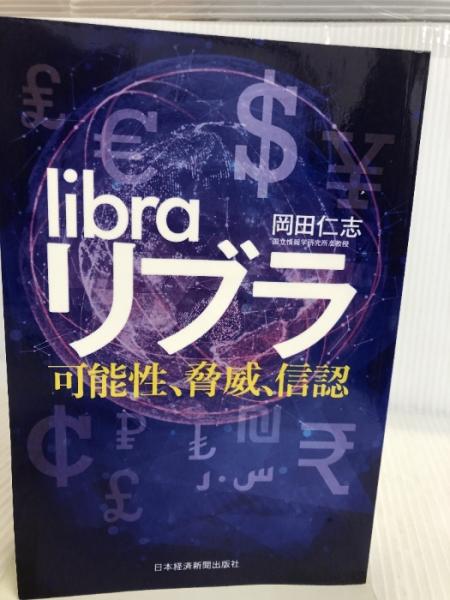 £
€
$
¥
libra
岡田仁志
国立情報学研究所准教授
リブラ
可能性、脅威、信認
¢
₽
£
₺
ر.س
₹
日本経済新聞出版社